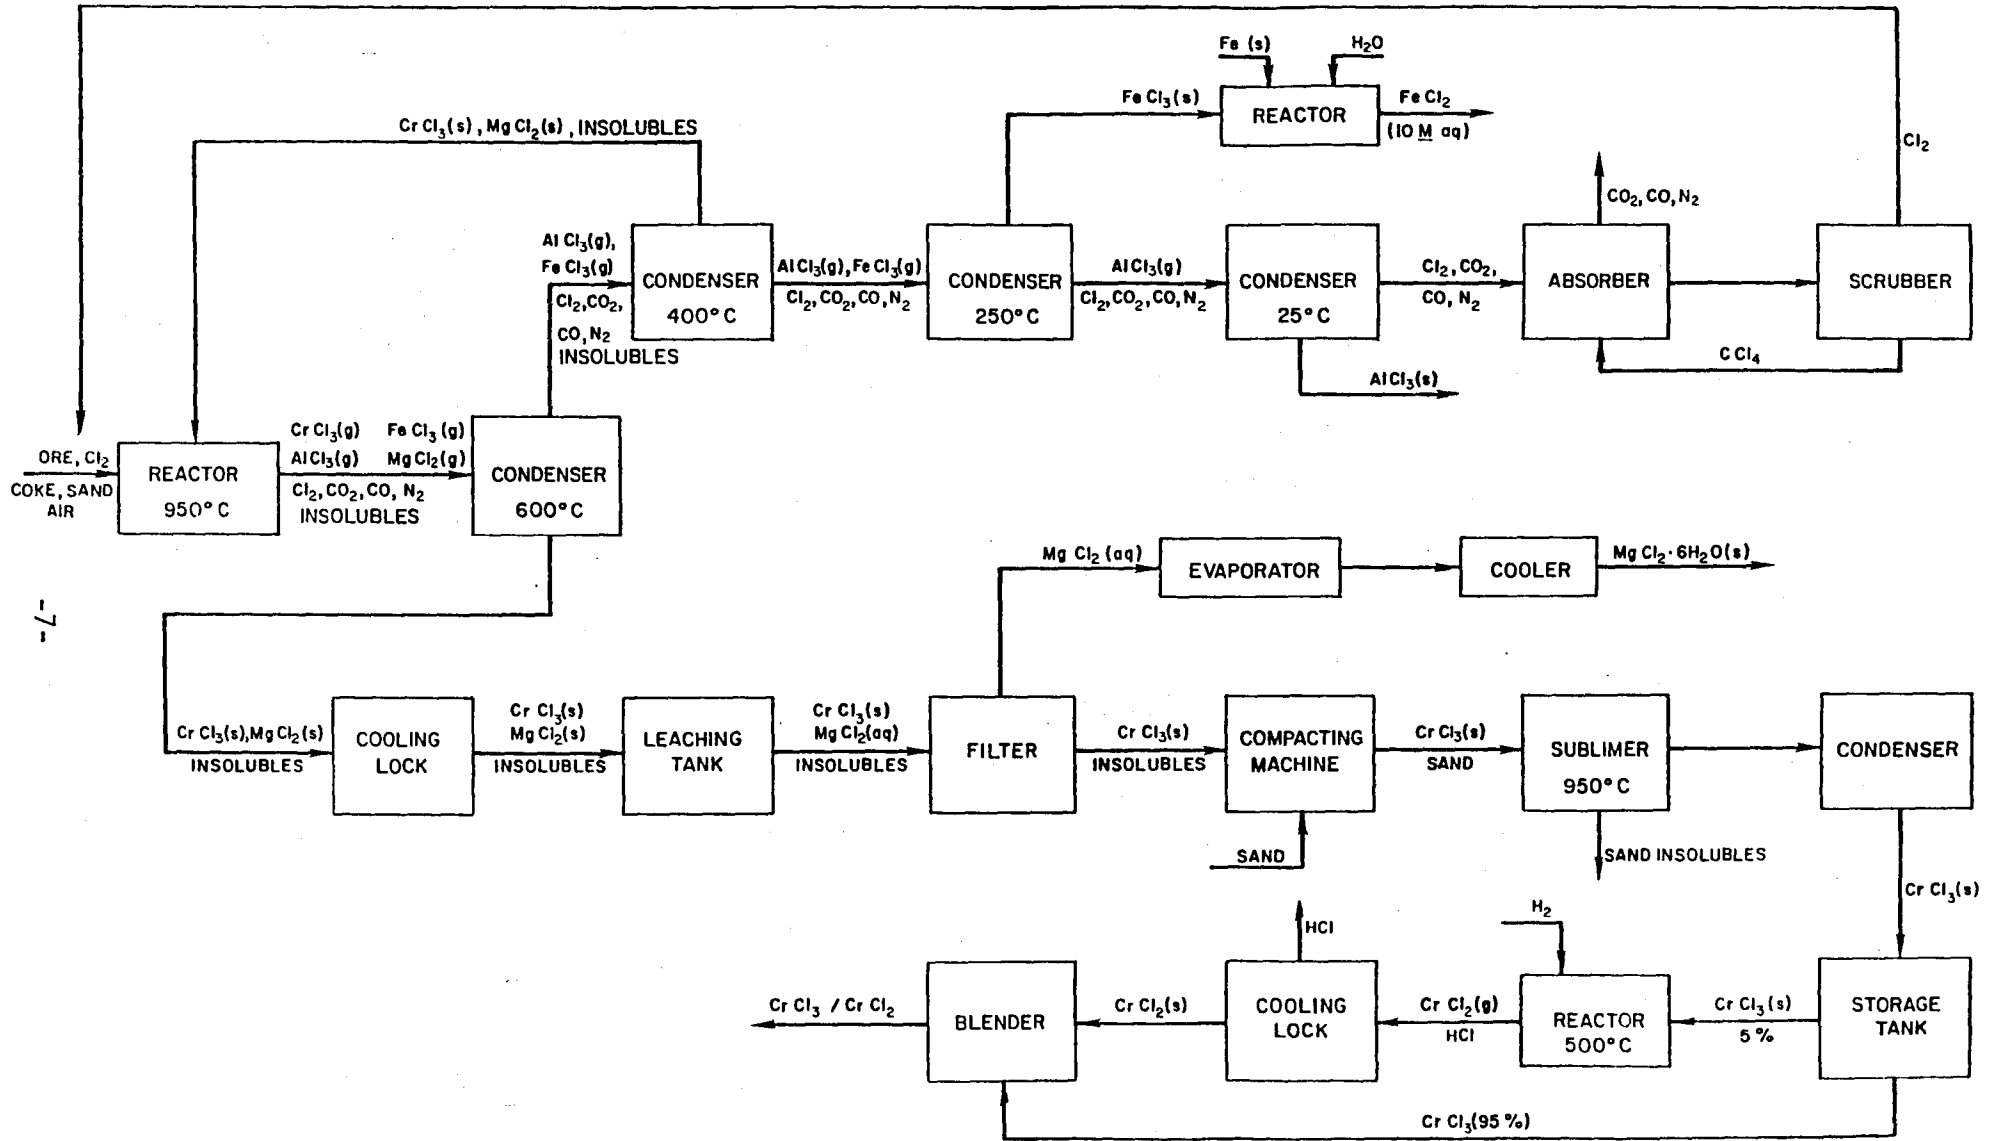 Fe (s)
H2O
FeCl3(s)
REACTOR
FeCl2
(10 M aq)
Cl2
CrCl3(s), MgCl2(s), INSOLUBLES
CO2, CO, N2
AlCl3(g),
FeCl3(g)
Cl2, CO2,
CO, N2
INSOLUBLES
CONDENSER
400°C
AlCl3(g), FeCl3(g)
Cl2, CO2, CO, N2
CONDENSER
250°C
AlCl3(g)
Cl2, CO2, CO, N2
CONDENSER
25°C
Cl2, CO2,
CO, N2
ABSORBER
SCRUBBER
CCl4
AlCl3(s)
ORE, Cl2
COKE, SAND
AIR
REACTOR
950°C
CrCl3(g) FeCl3(g)
AlCl3(g) MgCl2(g)
Cl2, CO2, CO, N2
INSOLUBLES
CONDENSER
600°C
-7-
MgCl2(aq)
EVAPORATOR
COOLER
MgCl2·6H2O(s)
CrCl3(s), MgCl2(s)
INSOLUBLES
COOLING
LOCK
CrCl3(s)
MgCl2(s)
INSOLUBLES
LEACHING
TANK
CrCl3(s)
MgCl2(aq)
INSOLUBLES
FILTER
CrCl3(s)
INSOLUBLES
COMPACTING
MACHINE
SAND
CrCl3(s)
SAND
SUBLIMER
950°C
SAND INSOLUBLES
CONDENSER
CrCl3(s)
STORAGE
TANK
CrCl3(s)
5%
H2
REACTOR
500°C
CrCl2(g)
HCl
COOLING
LOCK
HCl
CrCl2(s)
BLENDER
CrCl3 / CrCl2
CrCl3(95%)